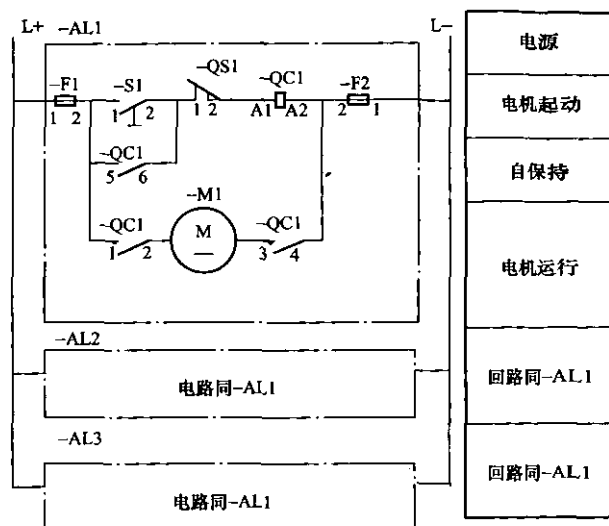 L+
-AL1
L-
电源
-F1
-S1
-QS1
-QC1
-F2
1 2
1 2
1 2
A1 A2
2 1
电机起动
-QC1
5 6
自保持
-QC1
-M1
-QC1
1 2
M
3 4
电机运行
-AL2
电路同-AL1
回路同-AL1
-AL3
电路同-AL1
回路同-AL1